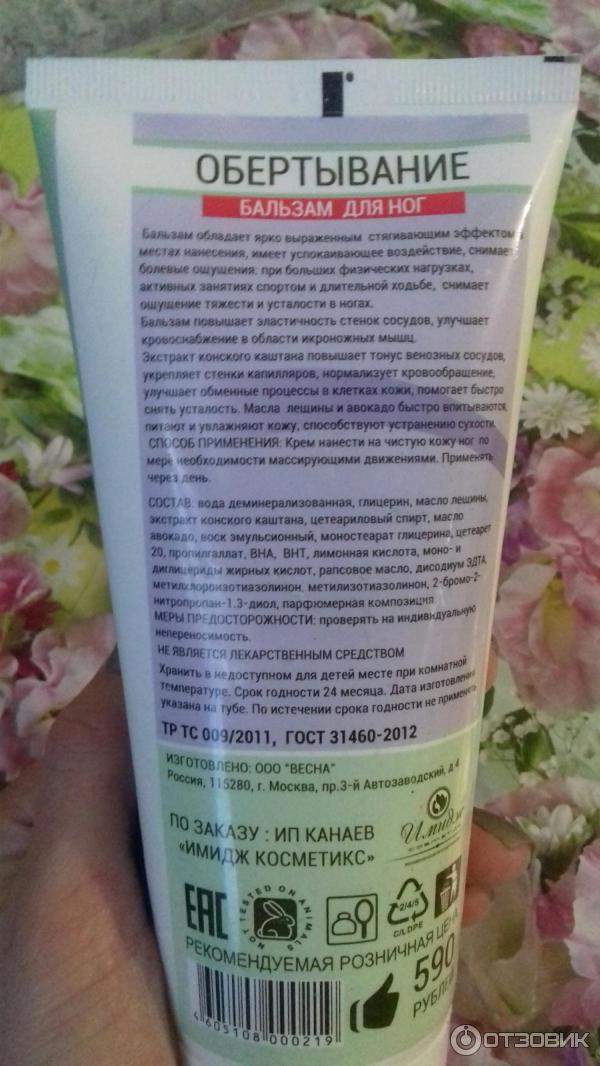 ОБЕРТЫВАНИЕ
БАЛЬЗАМ ДЛЯ НОГ
Бальзам обладает ярко выраженным стягивающим эффектом в
местах нанесения, имеет успокаивающее воздействие, снимает
болевые ощущения: при больших физических нагрузках,
активных занятиях спортом и длительной ходьбе, снимает
ощущение тяжести и усталости в ногах.
Бальзам повышает эластичность стенок сосудов, улучшает
кровоснабжение в области икроножных мышц.
Экстракт конского каштана повышает тонус венозных сосудов,
укрепляет стенки капилляров, нормализует кровообращение,
улучшает обменные процессы в клетках кожи, помогает быстро
снять усталость. Масла лещины и авокадо быстро впитываются,
питают и увлажняют кожу, способствуют устранению сухости.
СПОСОБ ПРИМЕНЕНИЯ: Крем нанести на чистую кожу ног по
мере необходимости массирующими движениями. Применять
через день.
СОСТАВ: вода деминерализованная, глицерин, масло лещины,
экстракт конского каштана, цетеариловый спирт, масло
авокадо, воск эмульсионный, моностеарат глицерина, цетеарет
20, пропилгаллат, BHA, BHT, лимонная кислота, моно- и
диглицериды жирных кислот, рапсовое масло, дисодиум ЭДТА,
метилхлороизотиазолинон, метилизотиазолинон, 2-бромо-2-
нитропропан-1.3-диол, парфюмерная композиция.
МЕРЫ ПРЕДОСТОРОЖНОСТИ: проверять на индивидуальную
непереносимость.
НЕ ЯВЛЯЕТСЯ ЛЕКАРСТВЕННЫМ СРЕДСТВОМ
Хранить в недоступном для детей месте при комнатной
температуре. Срок годности 24 месяца. Дата изготовления
указана на тубе. По истечении срока годности не применять
ТР ТС 009/2011, ГОСТ 31460-2012
ИЗГОТОВЛЕНО: ООО "ВЕСНА"
Россия, 115280, г. Москва, пр.3-й Автозаводский, д 4
ПО ЗАКАЗУ : ИП КАНАЕВ
«ИМИДЖ КОСМЕТИКС»
Имидж
EAC
NOT TESTED ON ANIMALS
2/4/5
C/LDPE
РЕКОМЕНДУЕМАЯ РОЗНИЧНАЯ ЦЕНА
590
РУБЛЕЙ
4605108000219
ОТЗОВИК